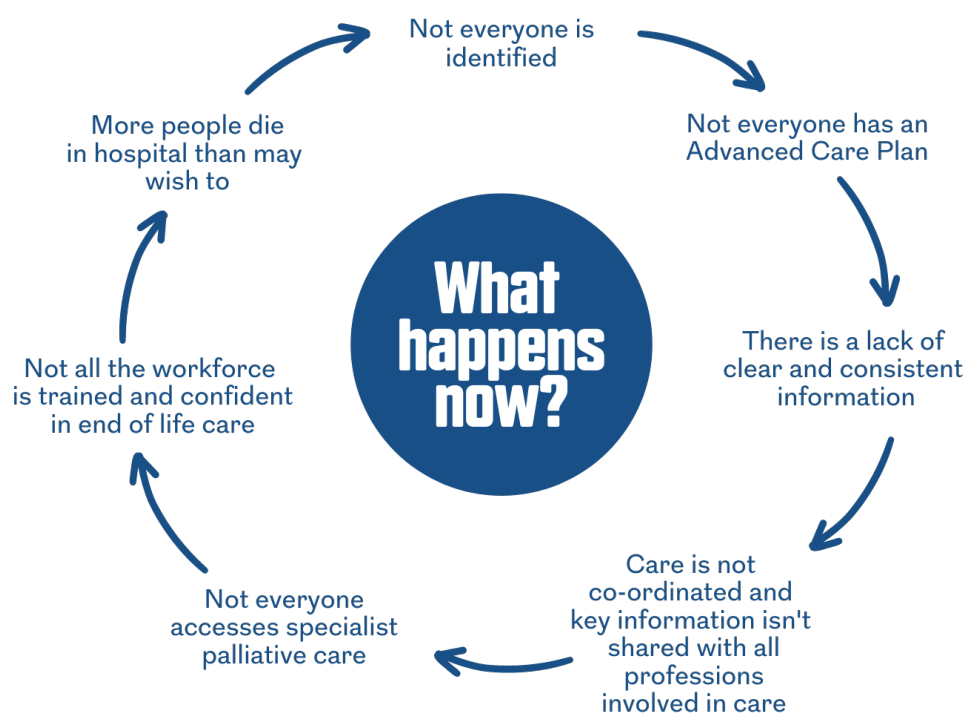 Not everyone is
identified
Not everyone has an
Advanced Care Plan
There is a lack of
clear and consistent
information
Care is not
co-ordinated and
key information isn't
shared with all
professions
involved in care
Not everyone
accesses specialist
palliative care
Not all the workforce
is trained and confident
in end of life care
More people die
in hospital than may
wish to
What
happens
now?